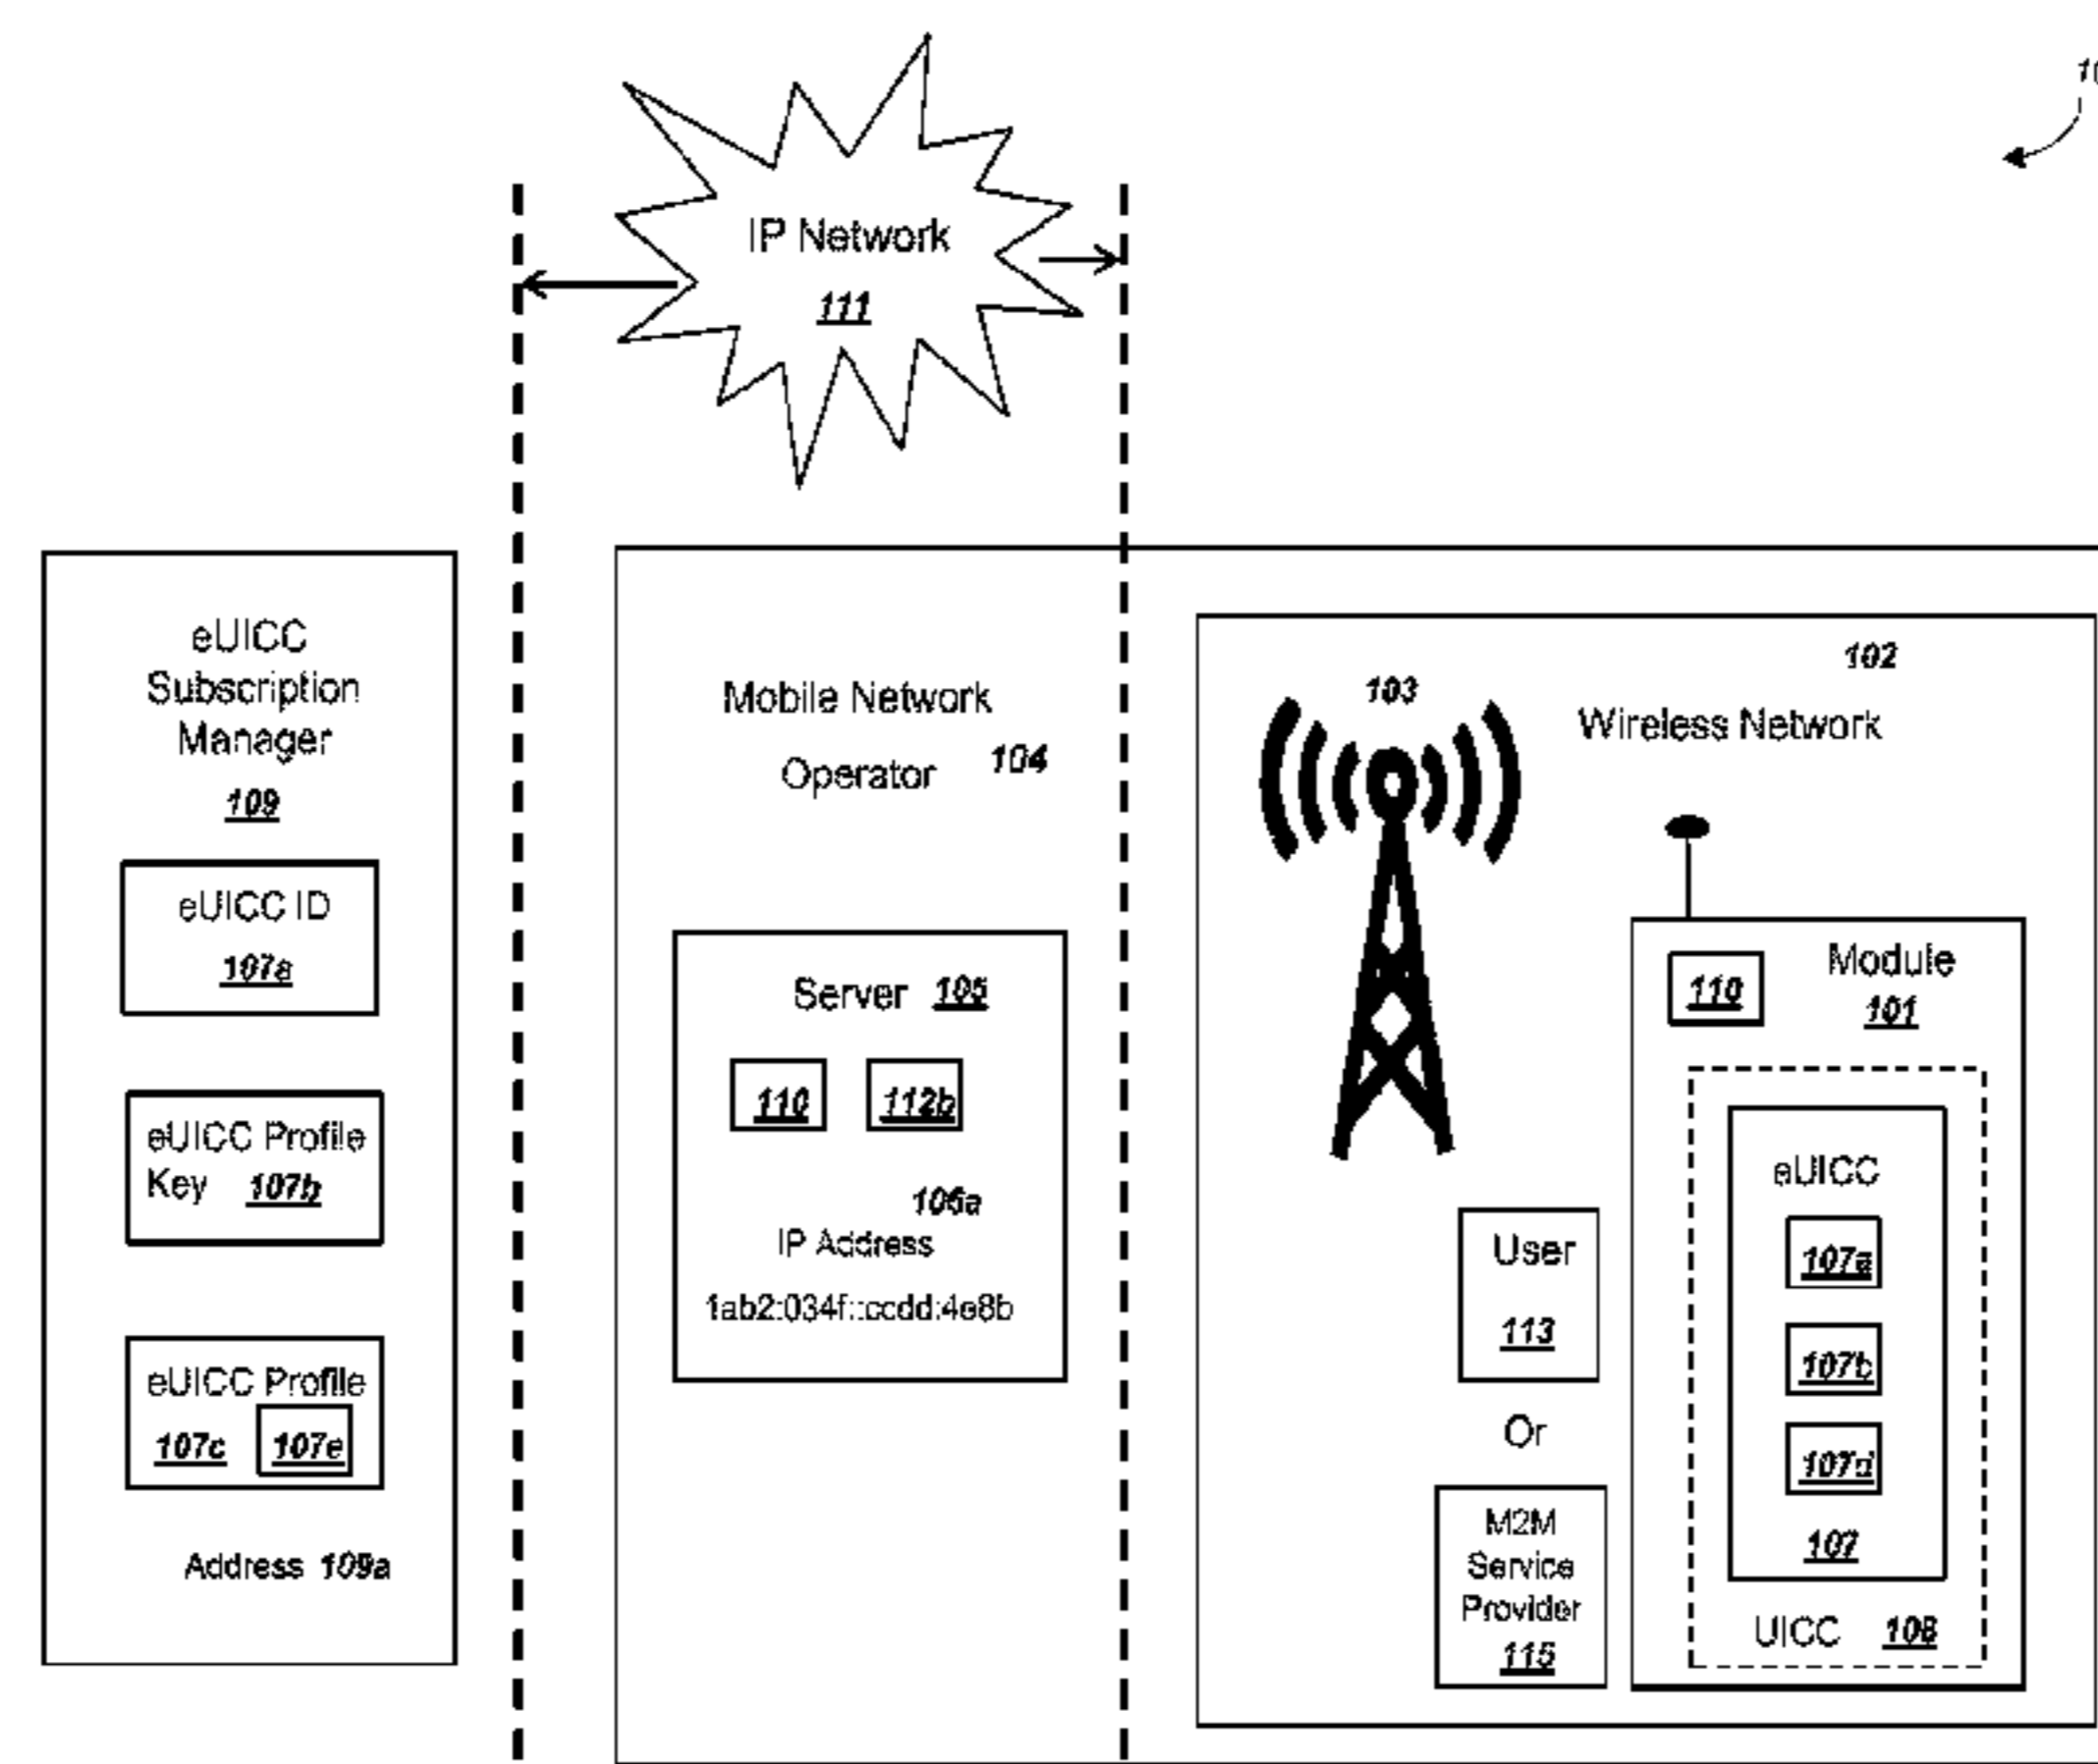 IP Network
111
eUICC
Subscription
Manager
109
eUICC ID
107a
eUICC Profile
Key 107b
eUICC Profile
107c 107e
Address 109a
Mobile Network
Operator 104
Server 105
110 112b
105a
IP Address
1ab2:034f::ccdd:4e8b
102
103
Wireless Network
Module
110
101
eUICC
107a
107b
107d
107
UICC 108
User
113
Or
M2M
Service
Provider
115